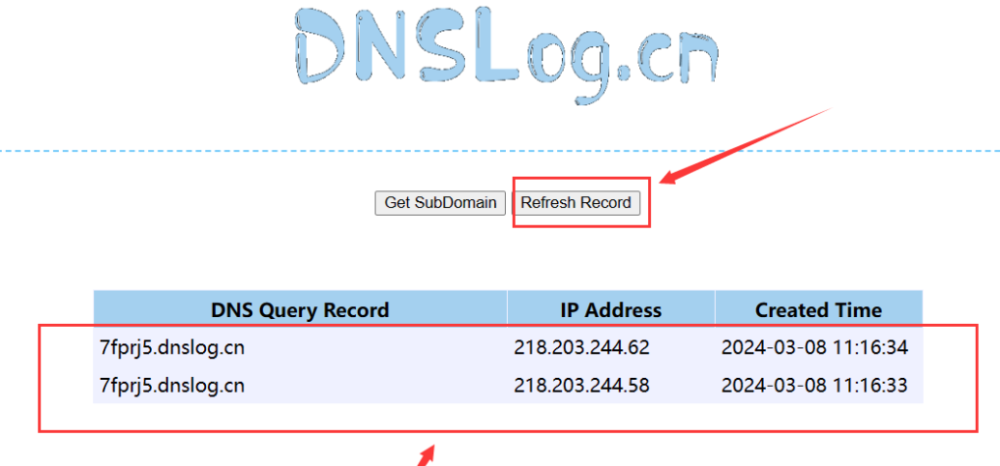 DNSLog.cn
Get SubDomain Refresh Record
DNS Query Record IP Address Created Time
7fprj5.dnslog.cn 218.203.244.62 2024-03-08 11:16:34
7fprj5.dnslog.cn 218.203.244.58 2024-03-08 11:16:33